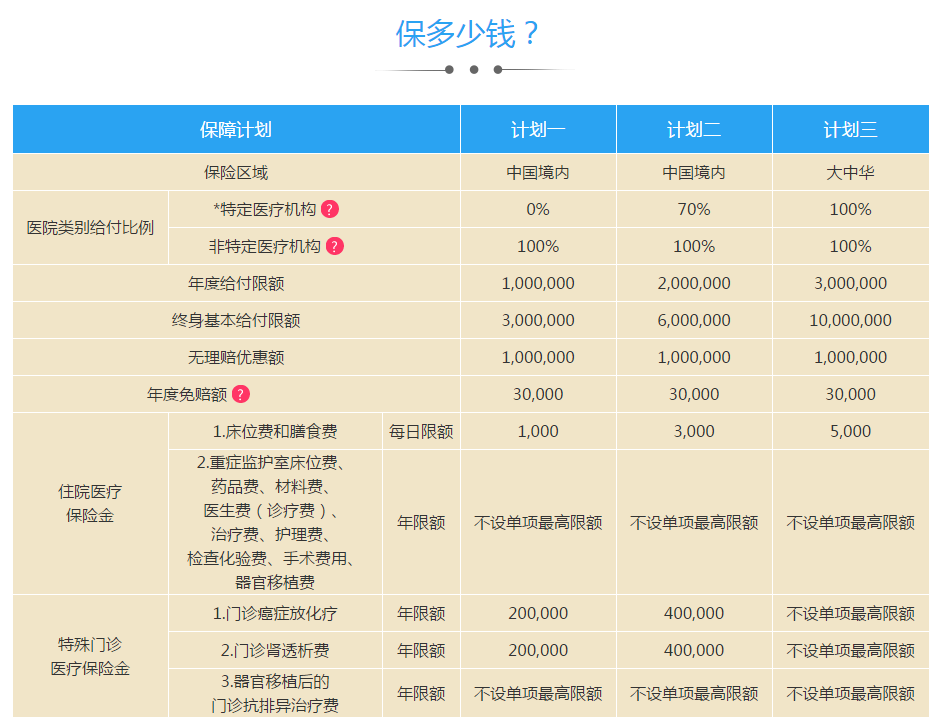 保多少钱？
保障计划 计划一 计划二 计划三
保险区域 中国境内 中国境内 大中华
医院类别给付比例
*特定医疗机构 ? 0% 70% 100%
非特定医疗机构 ? 100% 100% 100%
年度给付限额 1,000,000 2,000,000 3,000,000
终身基本给付限额 3,000,000 6,000,000 10,000,000
无理赔优惠额 1,000,000 1,000,000 1,000,000
年度免赔额 ? 30,000 30,000 30,000
住院医疗
保险金
1.床位费和膳食费 每日限额 1,000 3,000 5,000
2.重症监护室床位费、
药品费、材料费、
医生费（诊疗费）、
治疗费、护理费、
检查化验费、手术费用、
器官移植费
年限额 不设单项最高限额 不设单项最高限额 不设单项最高限额
特殊门诊
医疗保险金
1.门诊癌症放化疗 年限额 200,000 400,000 不设单项最高限额
2.门诊肾透析费 年限额 200,000 400,000 不设单项最高限额
3.器官移植后的
门诊抗排异治疗费
年限额 不设单项最高限额 不设单项最高限额 不设单项最高限额